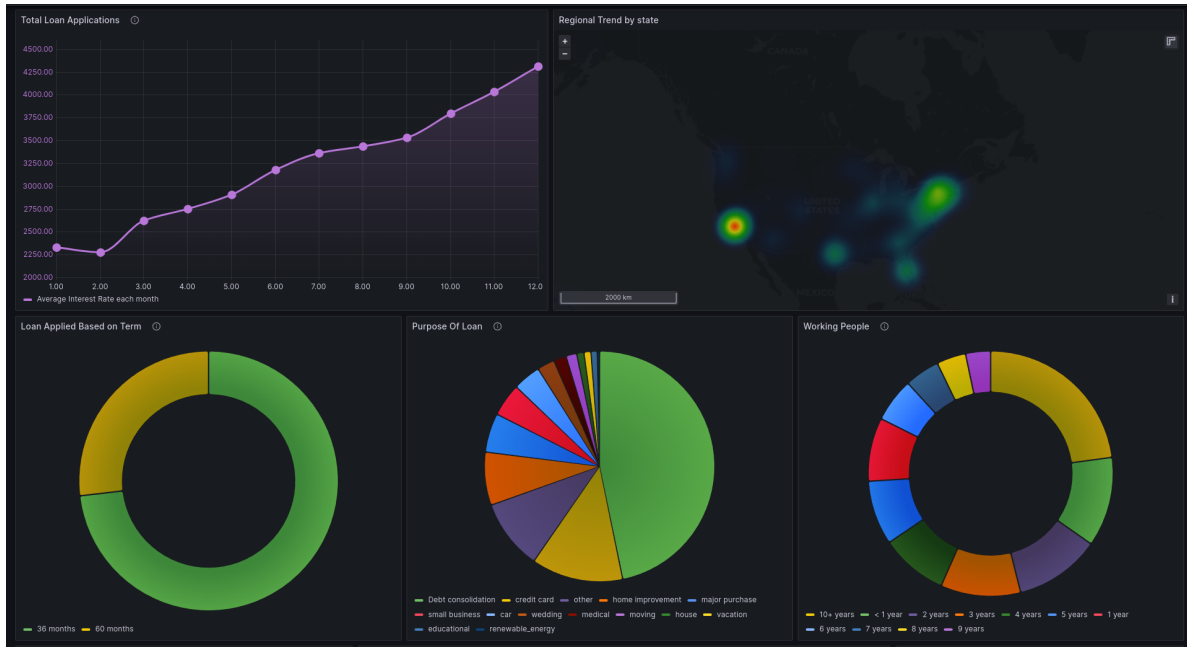 Total Loan Applications
4500.00
4250.00
4000.00
3750.00
3500.00
3250.00
3000.00
2750.00
2500.00
2250.00
2000.00
1.00 2.00 3.00 4.00 5.00 6.00 7.00 8.00 9.00 10.00 11.00 12.0
Average Interest Rate each month
Regional Trend by state
+
−
CANADA
UNITED
STATES
MEXICO
2000 km
i
Loan Applied Based on Term
36 months 60 months
Purpose Of Loan
Debt consolidation credit card other home improvement major purchase
small business car wedding medical moving house vacation
educational renewable_energy
Working People
10+ years < 1 year 2 years 3 years 4 years 5 years 1 year
6 years 7 years 8 years 9 years